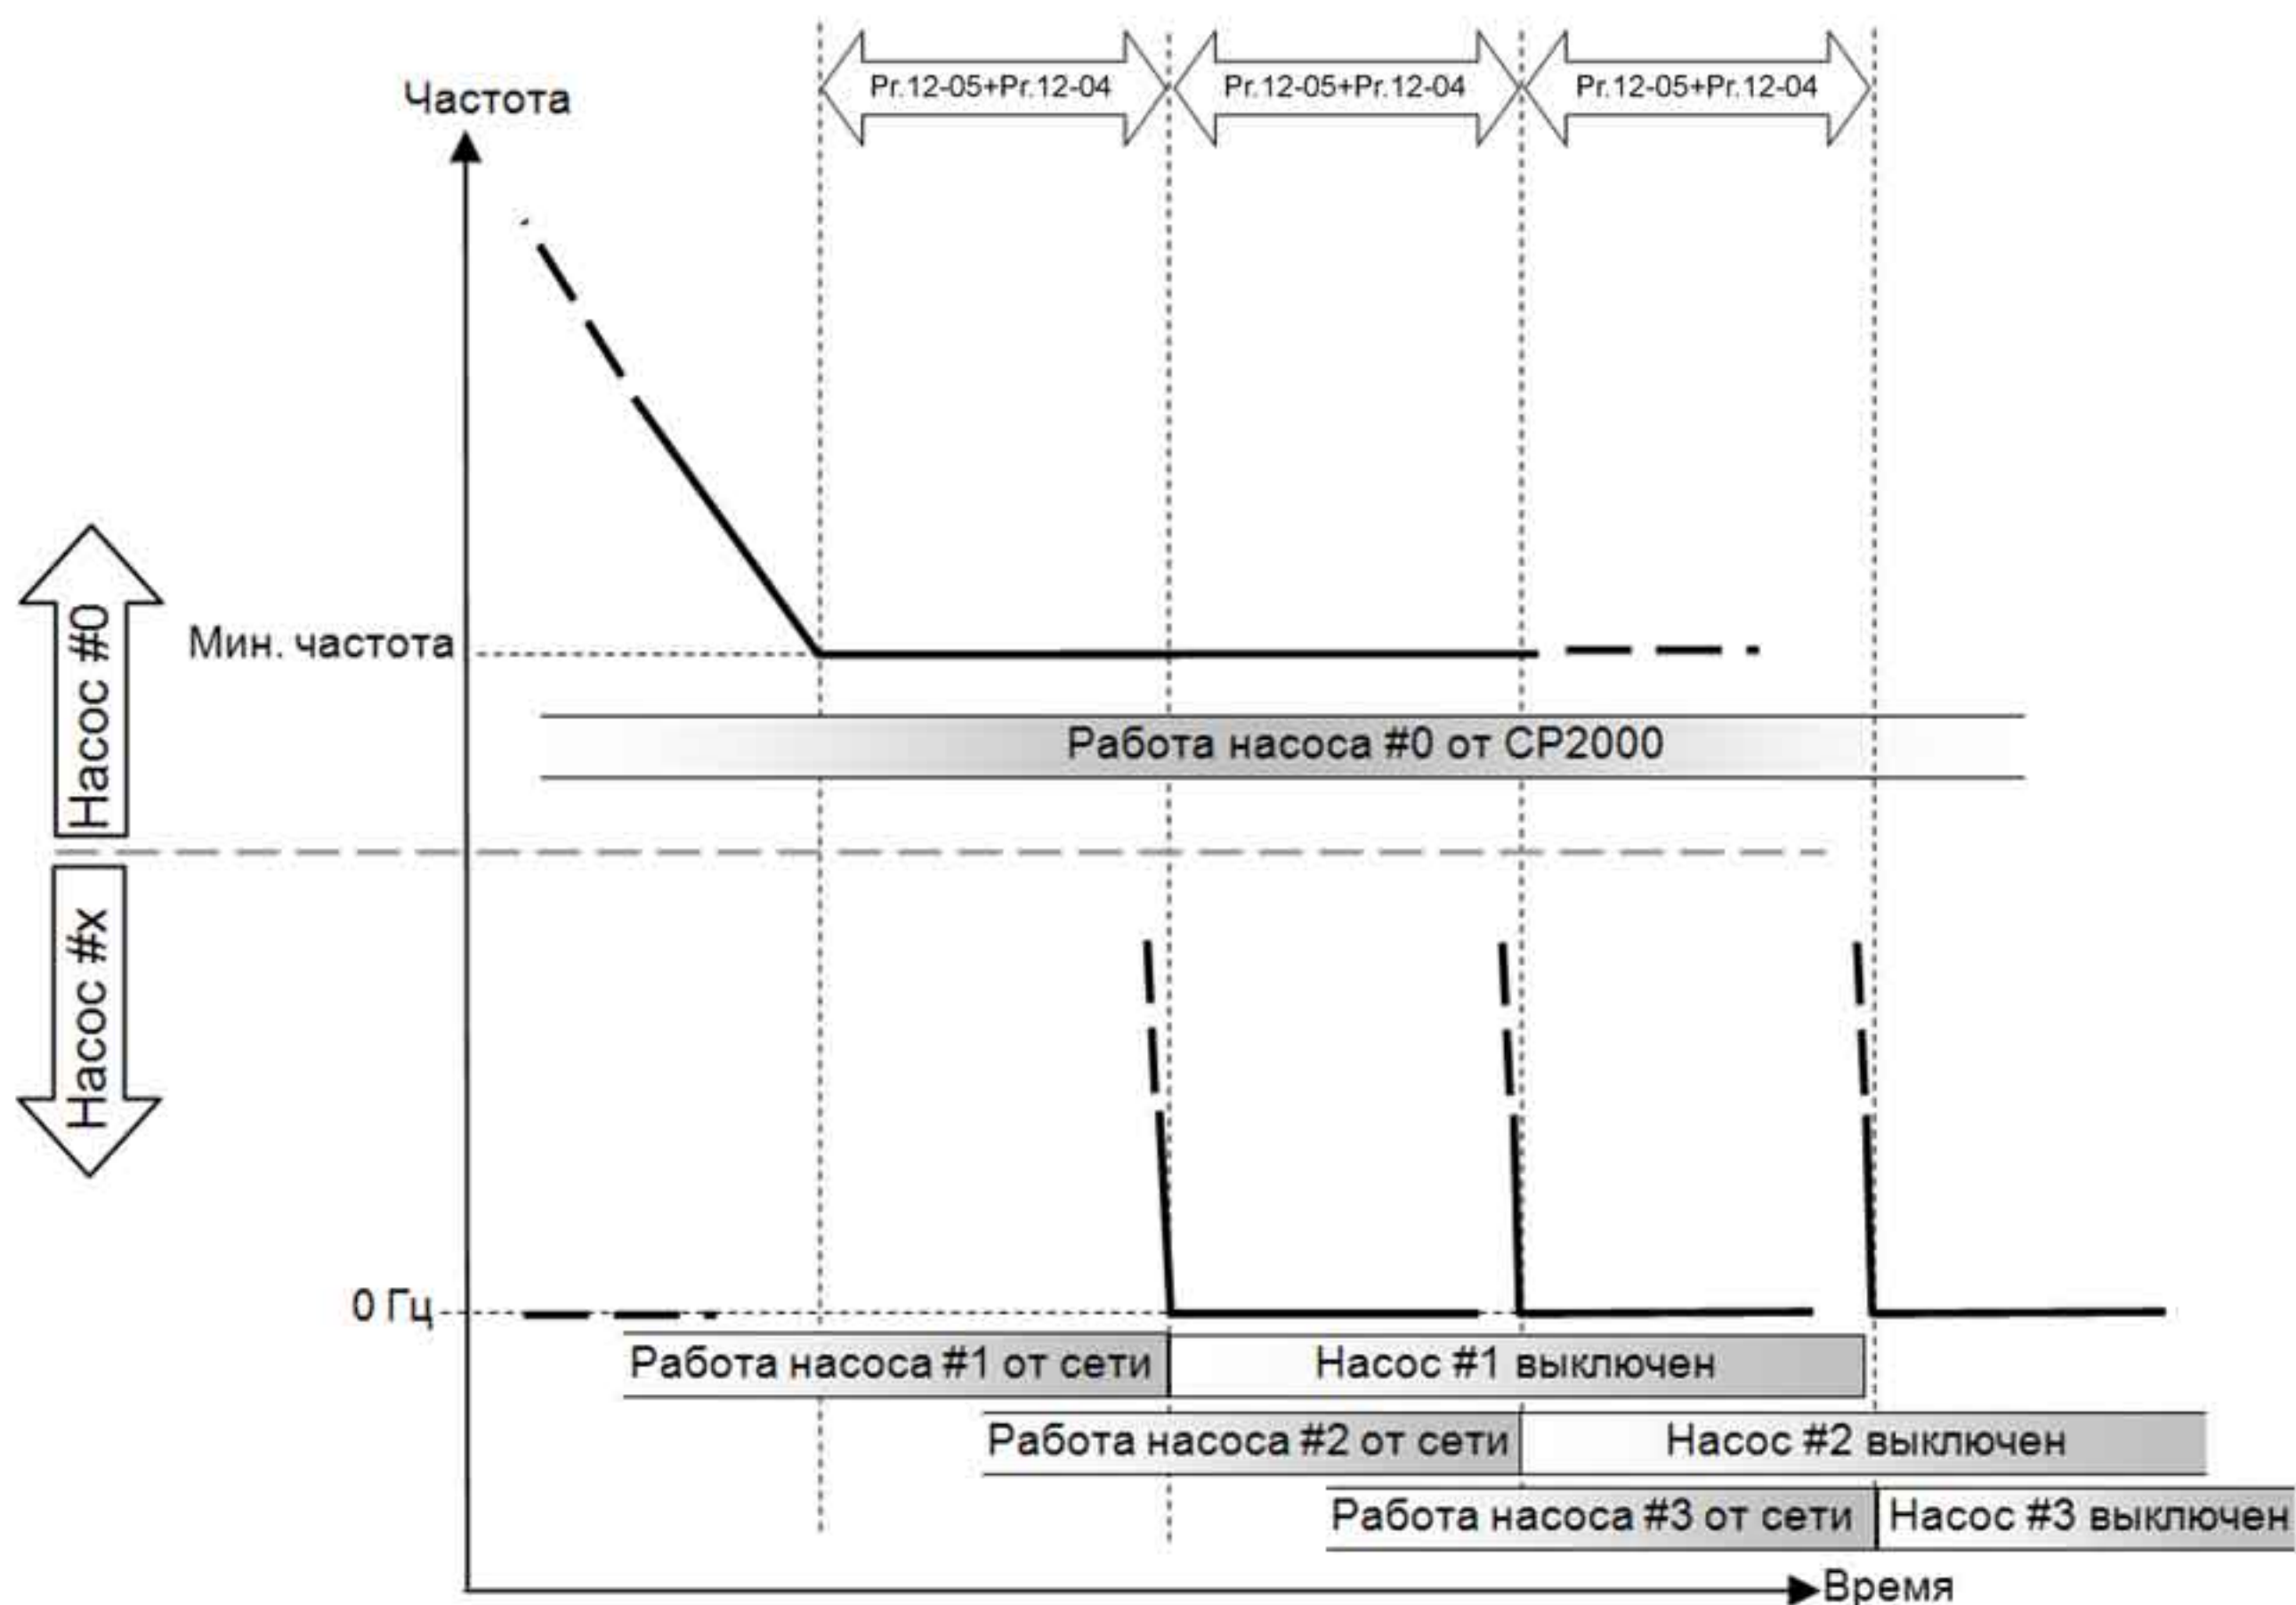 Pr.12-05+Pr.12-04
Pr.12-05+Pr.12-04
Pr.12-05+Pr.12-04
Частота
Насос #0
Мин. частота
Работа насоса #0 от CP2000
Насос #x
0 Гц
Работа насоса #1 от сети
Насос #1 выключен
Работа насоса #2 от сети
Насос #2 выключен
Работа насоса #3 от сети
Насос #3 выключен
Время